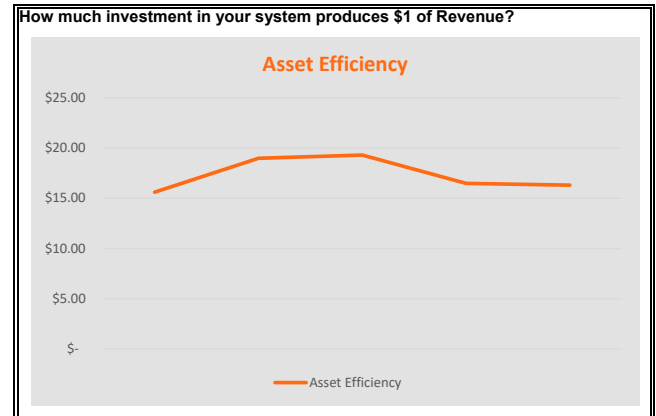 How much investment in your system produces $1 of Revenue?
Asset Efficiency
$25.00
$20.00
$15.00
$10.00
$5.00
$-
Asset Efficiency